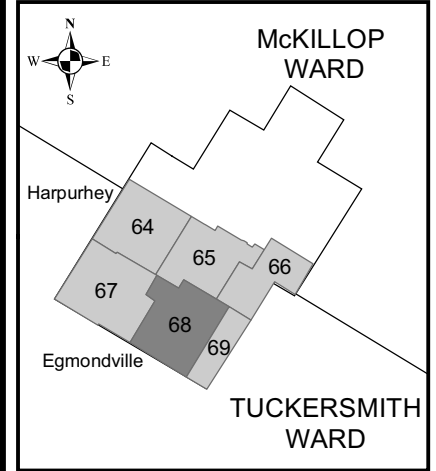 N
W E
S
McKILLOP
WARD
Harpurhey
64
65
66
67
68
69
Egmondville
TUCKERSMITH
WARD